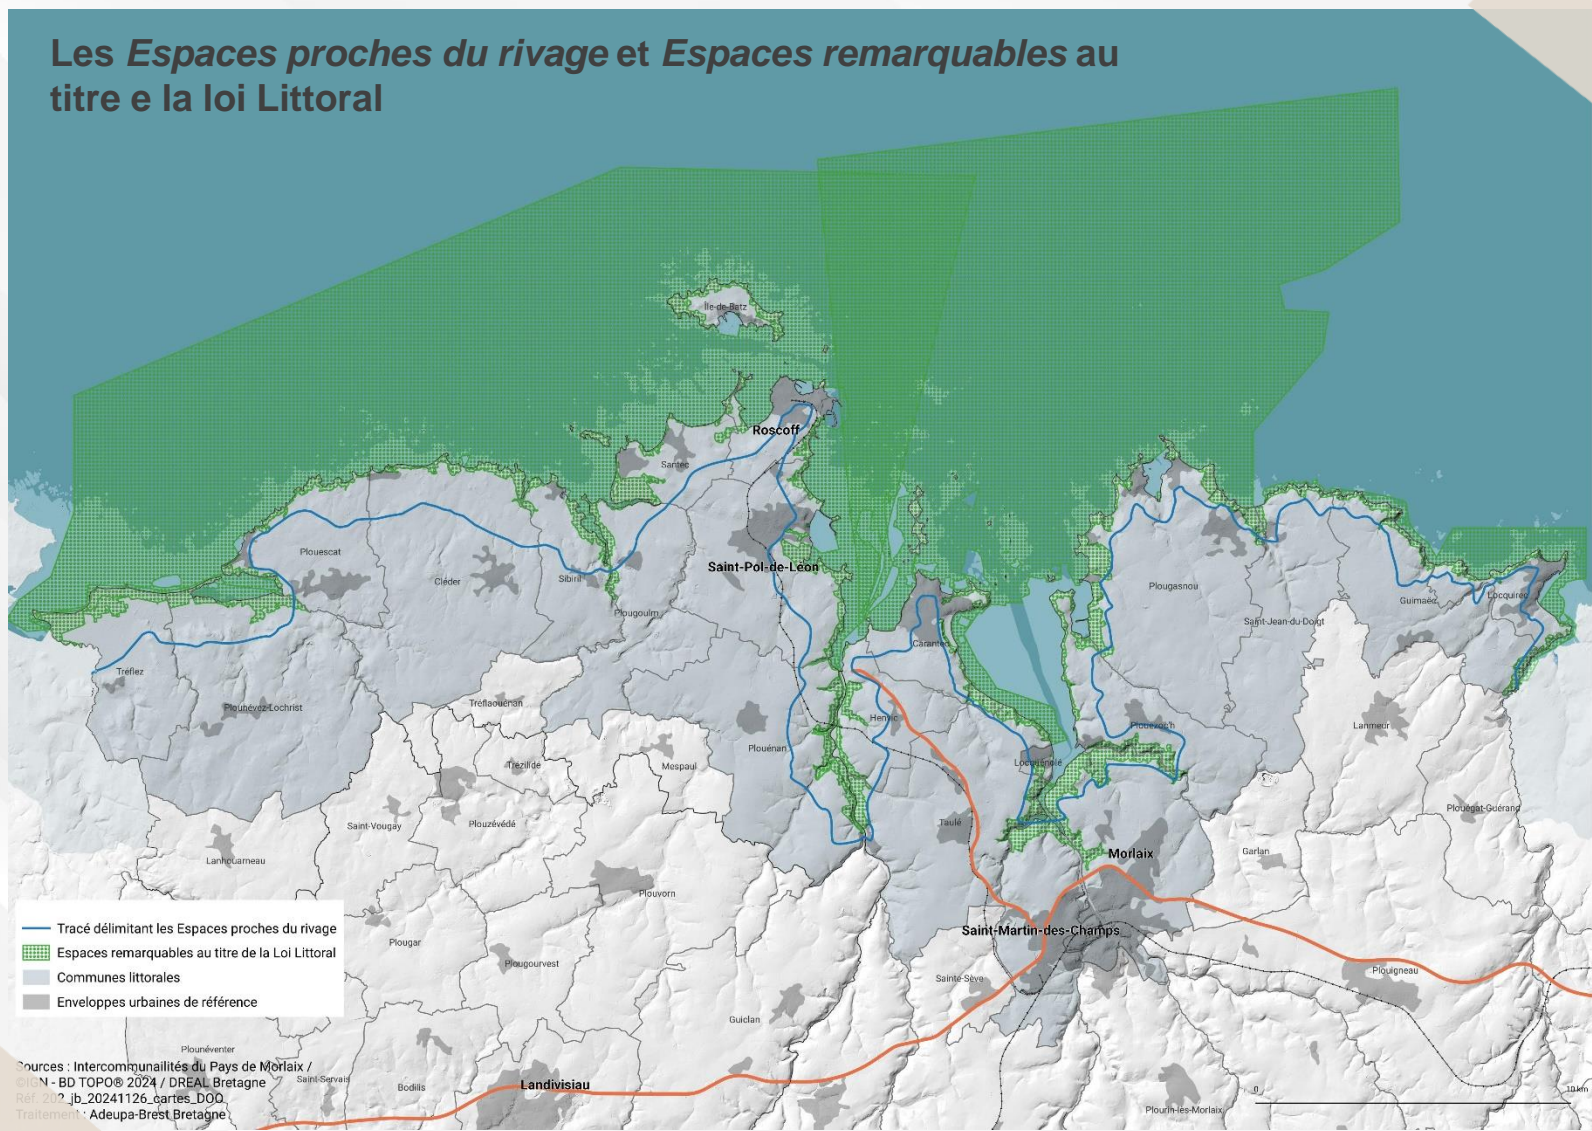 Les Espaces proches du rivage et Espaces remarquables au
titre e la loi Littoral
Île-de-Batz
Roscoff
Santec
Plouescat
Cléder
Sibiril
Saint-Pol-de-Léon
Plougoulm
Plougasnou
Guimaëc
Locquirec
Saint-Jean-du-Doigt
Carantec
Tréflez
Plounévez-Lochrist
Tréflaouénan
Henvic
Plouezoc'h
Lanmeur
Plouénan
Locquénolé
Trézilidé
Mespaul
Plouégat-Guérand
Saint-Vougay
Plouzévédé
Taulé
Lanhouarneau
Morlaix
Garlan
Plouvorn
Tracé délimitant les Espaces proches du rivage
Espaces remarquables au titre de la Loi Littoral
Communes littorales
Enveloppes urbaines de référence
Plougar
Saint-Martin-des-Champs
Plougourvest
Sainte-Sève
Plouigneau
Guiclan
Plounéventer
Sources : Intercommunailités du Pays de Morlaix /
©IGN - BD TOPO® 2024 / DREAL Bretagne
Réf. 202_jb_20241126_cartes_DOO
Traitement : Adeupa-Brest Bretagne
Saint-Servais
Bodilis
Landivisiau
Plourin-lès-Morlaix
0
10 km